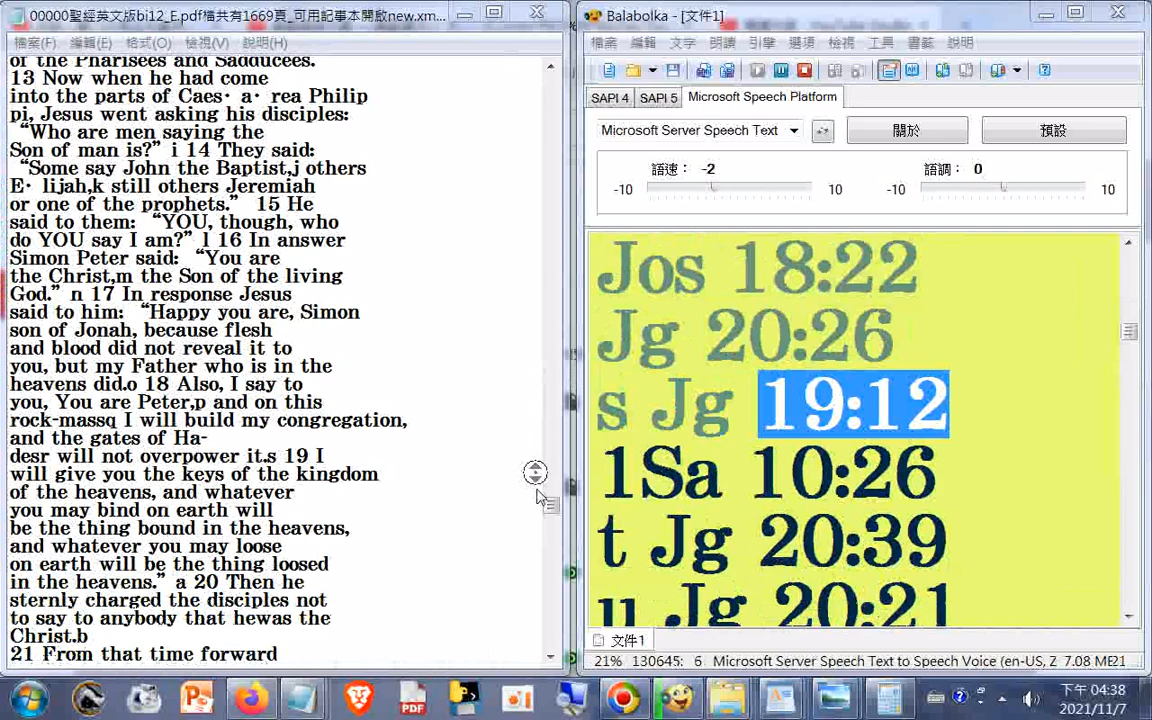 00000聖經英文版bi12_E.pdf檔共有1669頁_可用記事本開啟new.xm...
檔案(F) 編輯(E) 格式(O) 檢視(V) 說明(H)
of the Pharisees and Sadducees.
13 Now when he had come
into the parts of Caes· a· rea Philip
pi, Jesus went asking his disciples:
“Who are men saying the
Son of man is?” i 14 They said:
“Some say John the Baptist,j others
E· lijah,k still others Jeremiah
or one of the prophets.” 15 He
said to them: “YOU, though, who
do YOU say I am?” l 16 In answer
Simon Peter said: “You are
the Christ,m the Son of the living
God.” n 17 In response Jesus
said to him: “Happy you are, Simon
son of Jonah, because flesh
and blood did not reveal it to
you, but my Father who is in the
heavens did.o 18 Also, I say to
you, You are Peter,p and on this
rock-massq I will build my congregation,
and the gates of Ha-
desr will not overpower it.s 19 I
will give you the keys of the kingdom
of the heavens, and whatever
you may bind on earth will
be the thing bound in the heavens,
and whatever you may loose
on earth will be the thing loosed
in the heavens.” a 20 Then he
sternly charged the disciples not
to say to anybody that hewas the
Christ.b
21 From that time forward
Balabolka - [文件1]
檔案 編輯 文字 朗讀 引擎 選項 檢視 工具 書籤 說明
SAPI 4 SAPI 5 Microsoft Speech Platform
Microsoft Server Speech Text 關於 預設
語速: -2 語調: 0
-10 10 -10 10
Jos 18:22
Jg 20:26
s Jg 19:12
1Sa 10:26
t Jg 20:39
u Jg 20:21
文件1
21% 130645: 6 Microsoft Server Speech Text to Speech Voice (en-US, Z 7.08 ME21
下午 04:38
2021/11/7